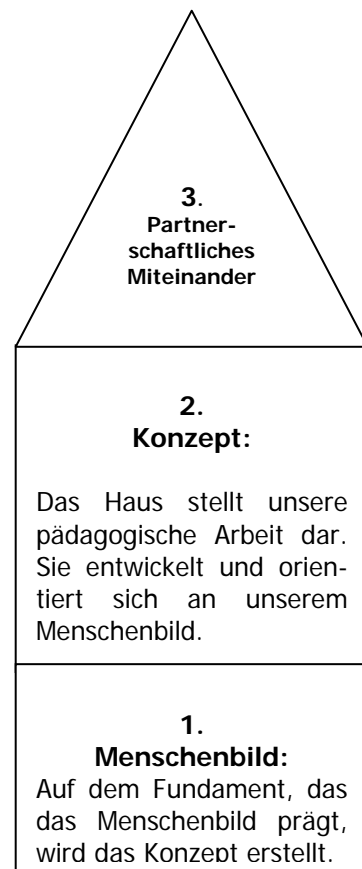 3.
Partner-
schaftliches
Miteinander
2.
Konzept:
Das Haus stellt unsere
pädagogische Arbeit dar.
Sie entwickelt und orien-
tiert sich an unserem
Menschenbild.
1.
Menschenbild:
Auf dem Fundament, das
das Menschenbild prägt,
wird das Konzept erstellt.